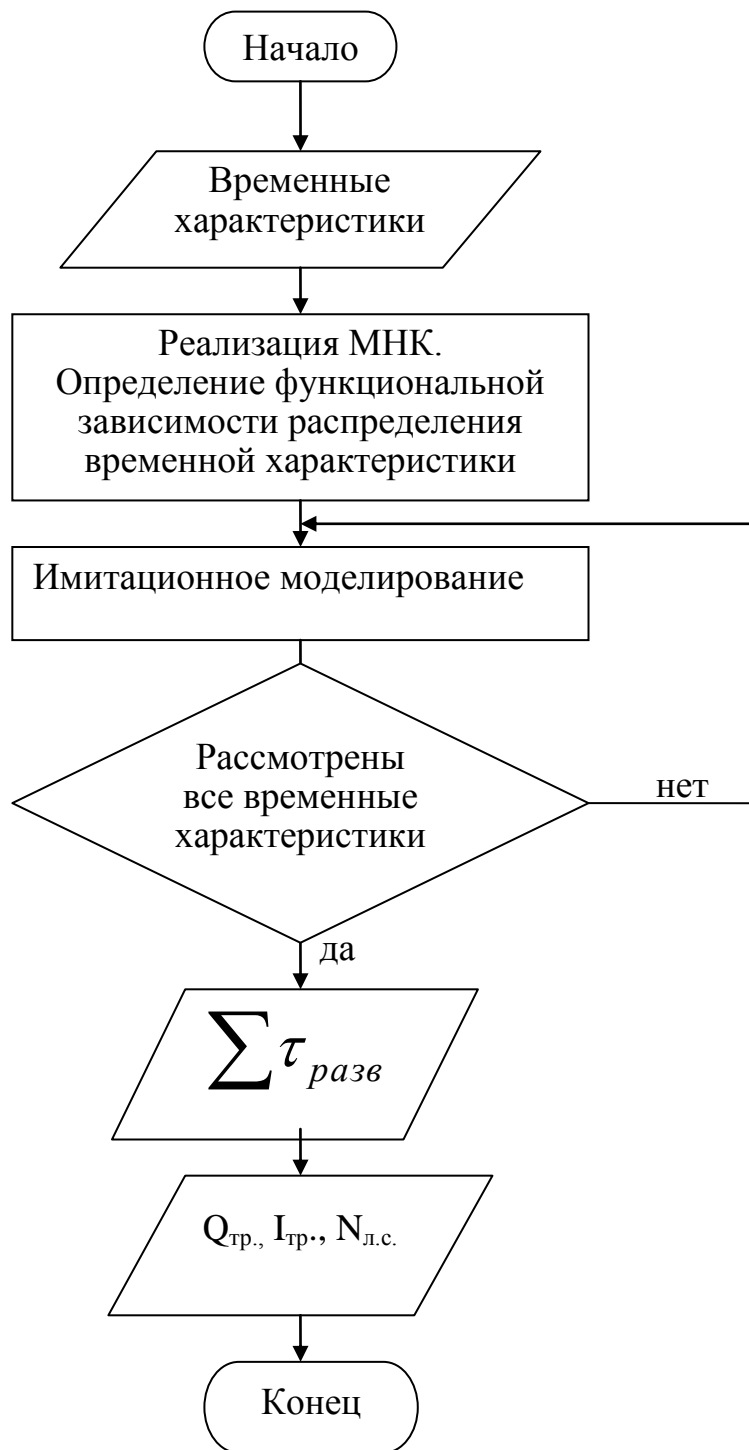 Начало
Временные
характеристики
Реализация МНК.
Определение функциональной
зависимости распределения
временной характеристики
Имитационное моделирование
Рассмотрены
все временные
характеристики
нет
да
∑τ разв
Qтр., Iтр., Nл.с.
Конец